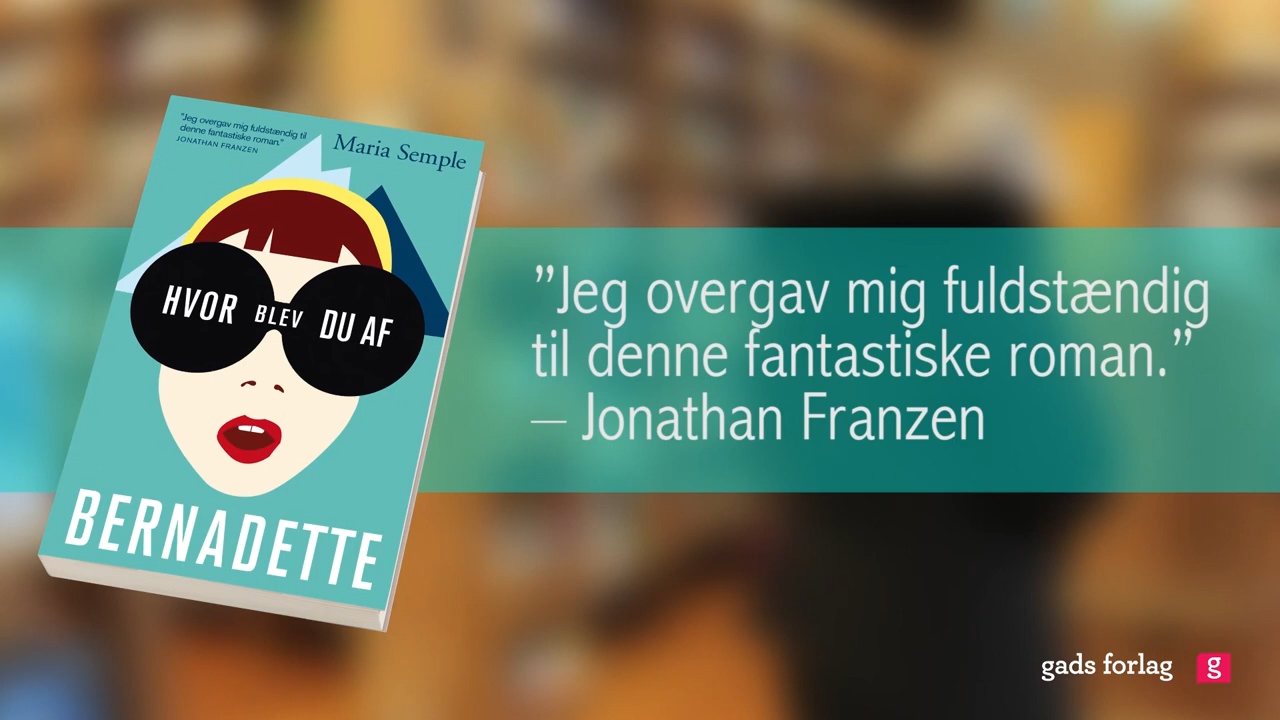 "Jeg overgav mig fuldstændig til
denne fantastiske roman."
JONATHAN FRANZEN
Maria Semple
HVOR BLEV DU AF
BERNADETTE
”Jeg overgav mig fuldstændig
til denne fantastiske roman.”
– Jonathan Franzen
gads forlag g